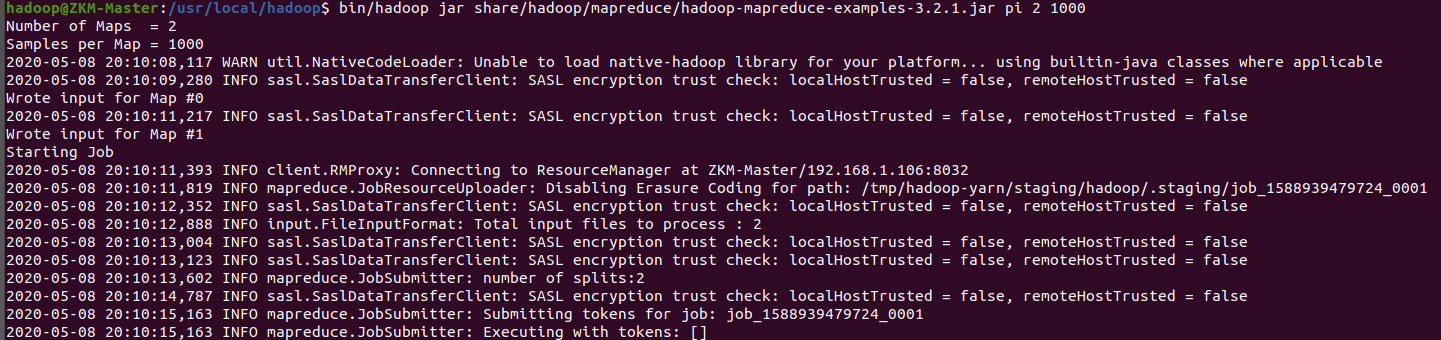 hadoop@ZKM-Master:/usr/local/hadoop$ bin/hadoop jar share/hadoop/mapreduce/hadoop-mapreduce-examples-3.2.1.jar pi 2 1000
Number of Maps  = 2
Samples per Map = 1000
2020-05-08 20:10:08,117 WARN util.NativeCodeLoader: Unable to load native-hadoop library for your platform... using builtin-java classes where applicable
2020-05-08 20:10:09,280 INFO sasl.SaslDataTransferClient: SASL encryption trust check: localHostTrusted = false, remoteHostTrusted = false
Wrote input for Map #0
2020-05-08 20:10:11,217 INFO sasl.SaslDataTransferClient: SASL encryption trust check: localHostTrusted = false, remoteHostTrusted = false
Wrote input for Map #1
Starting Job
2020-05-08 20:10:11,393 INFO client.RMProxy: Connecting to ResourceManager at ZKM-Master/192.168.1.106:8032
2020-05-08 20:10:11,819 INFO mapreduce.JobResourceUploader: Disabling Erasure Coding for path: /tmp/hadoop-yarn/staging/hadoop/.staging/job_1588939479724_0001
2020-05-08 20:10:12,352 INFO sasl.SaslDataTransferClient: SASL encryption trust check: localHostTrusted = false, remoteHostTrusted = false
2020-05-08 20:10:12,888 INFO input.FileInputFormat: Total input files to process : 2
2020-05-08 20:10:13,004 INFO sasl.SaslDataTransferClient: SASL encryption trust check: localHostTrusted = false, remoteHostTrusted = false
2020-05-08 20:10:13,123 INFO sasl.SaslDataTransferClient: SASL encryption trust check: localHostTrusted = false, remoteHostTrusted = false
2020-05-08 20:10:13,602 INFO mapreduce.JobSubmitter: number of splits:2
2020-05-08 20:10:14,787 INFO sasl.SaslDataTransferClient: SASL encryption trust check: localHostTrusted = false, remoteHostTrusted = false
2020-05-08 20:10:15,163 INFO mapreduce.JobSubmitter: Submitting tokens for job: job_1588939479724_0001
2020-05-08 20:10:15,163 INFO mapreduce.JobSubmitter: Executing with tokens: []